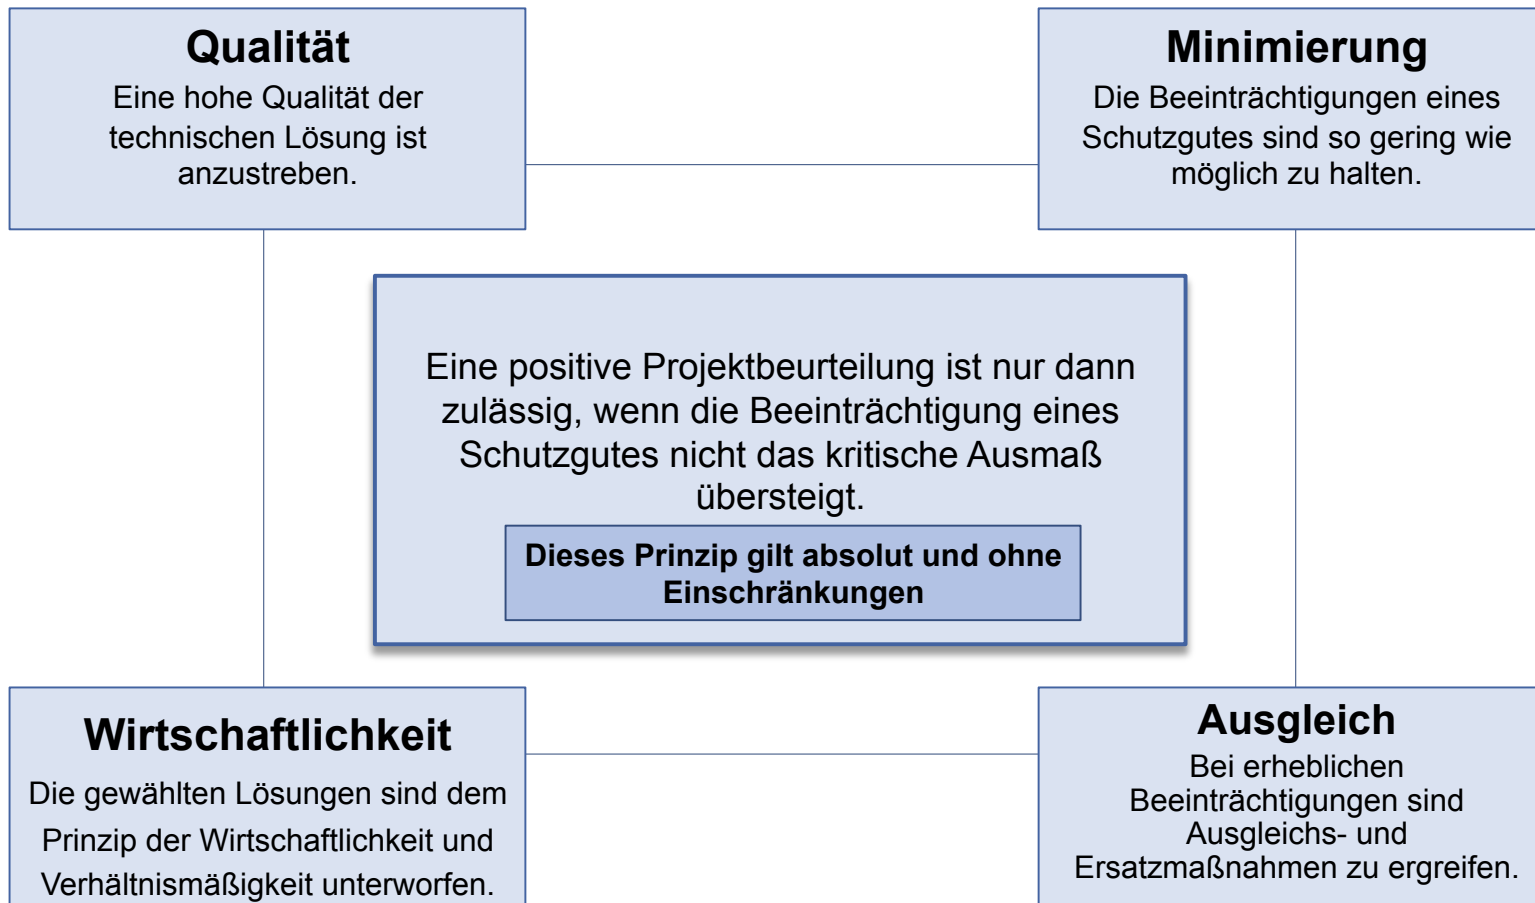 Qualität
Eine hohe Qualität der
technischen Lösung ist
anzustreben.
Minimierung
Die Beeinträchtigungen eines
Schutzgutes sind so gering wie
möglich zu halten.
Eine positive Projektbeurteilung ist nur dann
zulässig, wenn die Beeinträchtigung eines
Schutzgutes nicht das kritische Ausmaß
übersteigt.
Dieses Prinzip gilt absolut und ohne
Einschränkungen
Wirtschaftlichkeit
Die gewählten Lösungen sind dem
Prinzip der Wirtschaftlichkeit und
Verhältnismäßigkeit unterworfen.
Ausgleich
Bei erheblichen
Beeinträchtigungen sind
Ausgleichs- und
Ersatzmaßnahmen zu ergreifen.